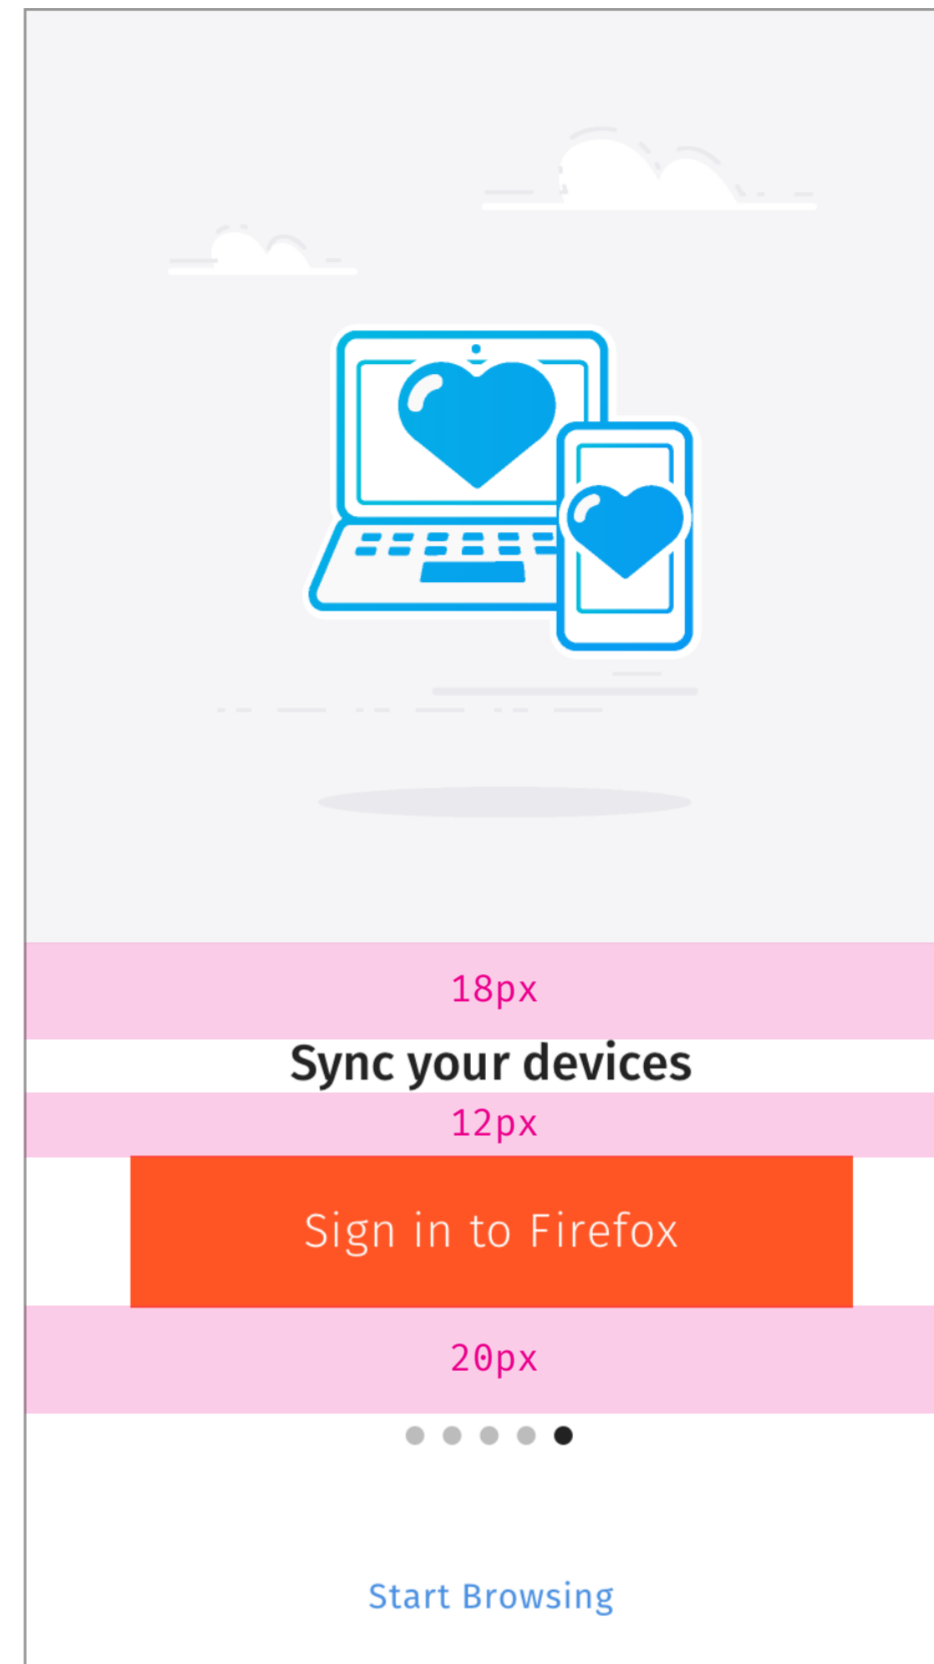 18px
Sync your devices
12px
Sign in to Firefox
20px
Start Browsing